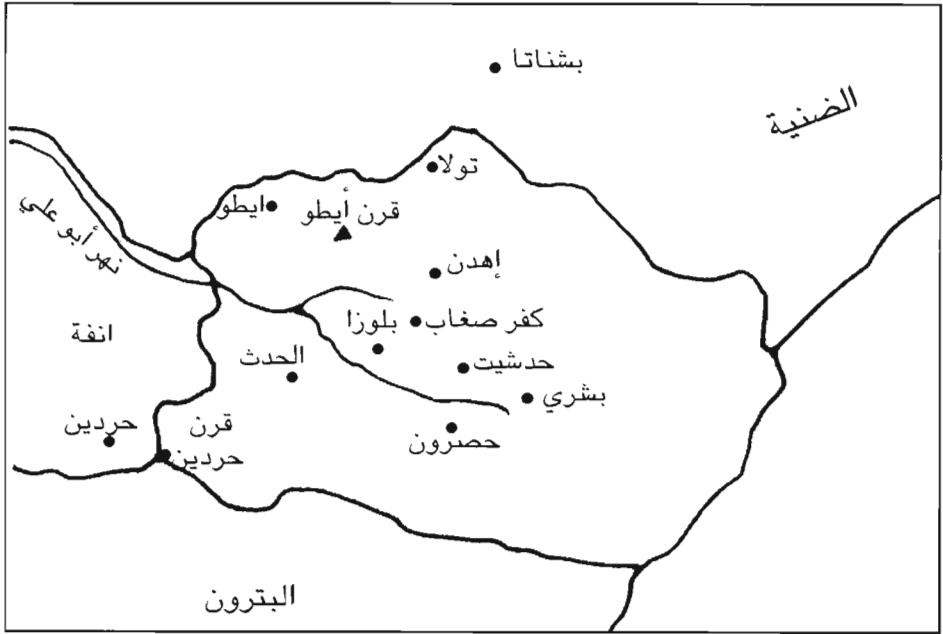 بشناتا
الضنية
تولا
ايطو
قرن أيطو
نهر أبو علي
إهدن
انفة
بلوزا
كفر صغاب
الحدث
حدشيت
بشري
حردين
قرن
حردين
حصرون
البترون